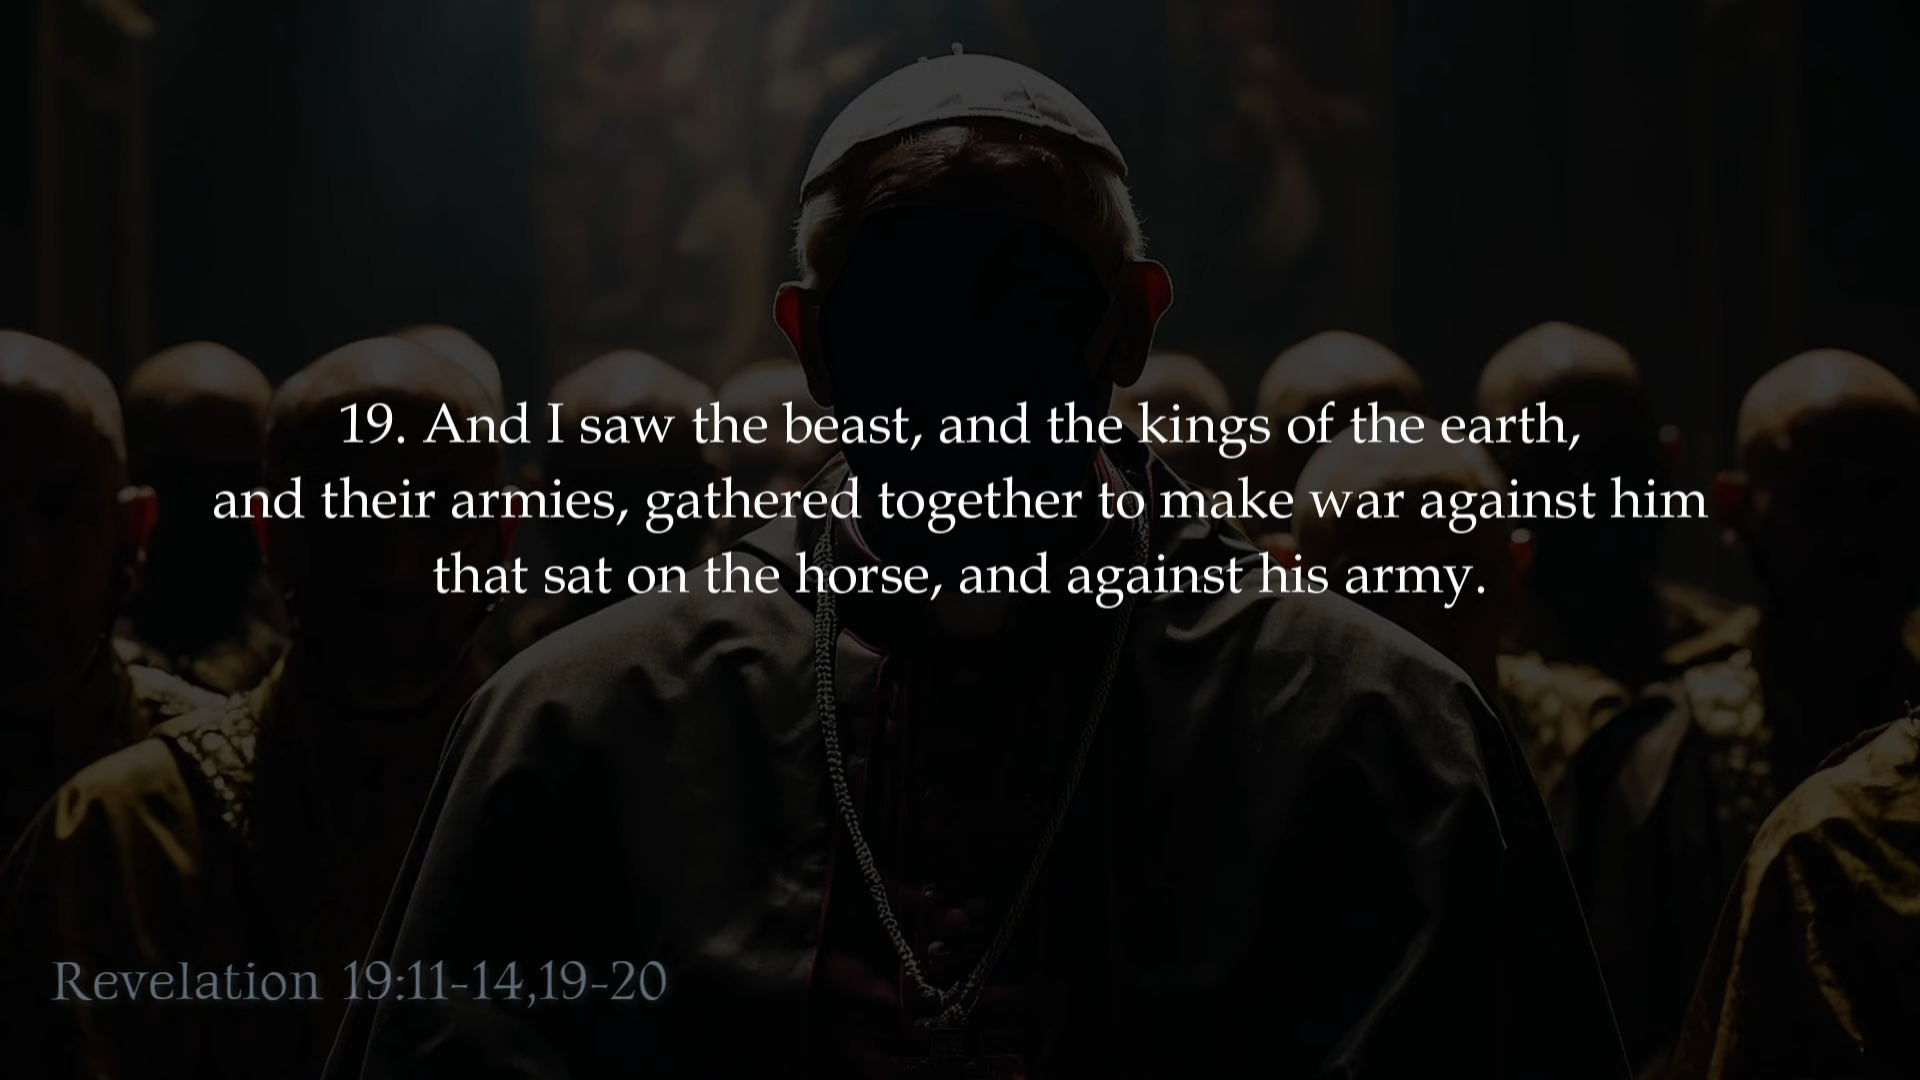 19. And I saw the beast, and the kings of the earth,
and their armies, gathered together to make war against him
that sat on the horse, and against his army.
Revelation 19:11-14,19-20